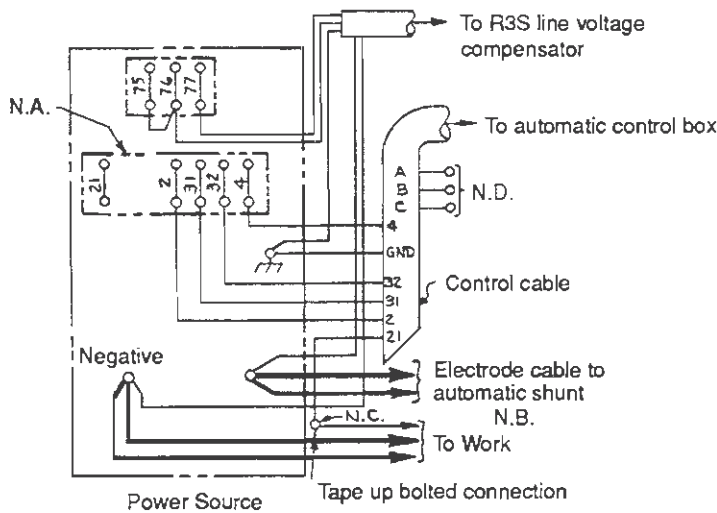 To R3S line voltage
compensator
75 76 77
N.A.
To automatic control box
21 2 31 32 4
A
B
C
N.D.
4
GND
32
31
2
21
Control cable
Negative
Electrode cable to
automatic shunt
N.C.
N.B.
To Work
Tape up bolted connection
Power Source